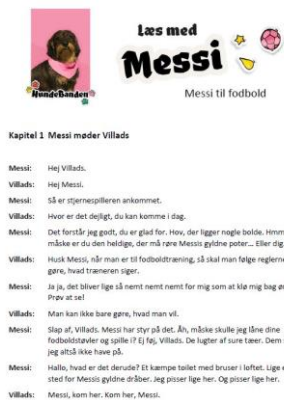 Læs med
Messi
HundeBanden
Messi til fodbold
Kapitel 1 Messi møder Villads
Messi: Hej Villads.
Villads: Hej Messi.
Messi: Så er stjernespilleren ankommet.
Villads: Hvor er det dejligt, du kan komme i dag.
Messi: Det forstår jeg godt, du er glad for. Hov, der ligger nogle bolde. Hmm
måske er du den heldige, der må røre Messis gyldne poter... Eller dig
Villads: Husk Messi, når man er til fodboldtræning, så skal man følge reglerne
gøre, hvad træneren siger.
Messi: Ja ja, det bliver lige så nemt nemt nemt for mig som at klø mig bag ø
Prøv at se!
Villads: Man kan ikke bare gøre, hvad man vil.
Messi: Slap af, Villads. Messi har styr på det. Åh, måske skulle jeg låne dine
fodboldstøvler og spille i? Ej føj, Villads. De lugter af sure tæer. Dem
jeg altså ikke have på.
Messi: Hallo, hvad er det derude? Et kæmpe toilet med bruser i loftet. Lige
sted for Messis gyldne dråber. Jeg pisser lige her. Og pisser lige her.
Villads: Messi, kom her. Kom her, Messi.